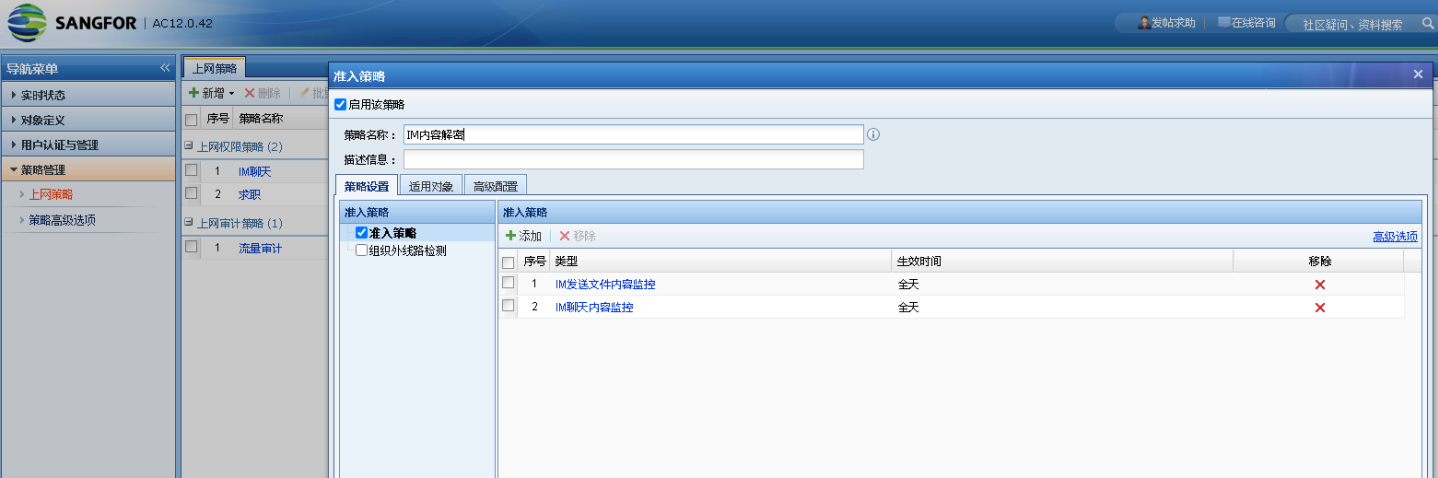 SANGFOR | AC12.0.42
发帖求助 在线咨询 社区疑问、资料搜索
导航菜单
实时状态
对象定义
用户认证与管理
策略管理
上网策略
策略高级选项
上网策略
新增 删除
序号 策略名称
上网权限策略 (2)
1 IM聊天
2 求职
上网审计策略 (1)
1 流量审计
准入策略
启用该策略
策略名称： IM内容解密
描述信息：
策略设置 适用对象 高级配置
准入策略
准入策略
组织外线路检测
准入策略
添加 移除 高级选项
序号 类型 生效时间 移除
1 IM发送文件内容监控 全天
2 IM聊天内容监控 全天